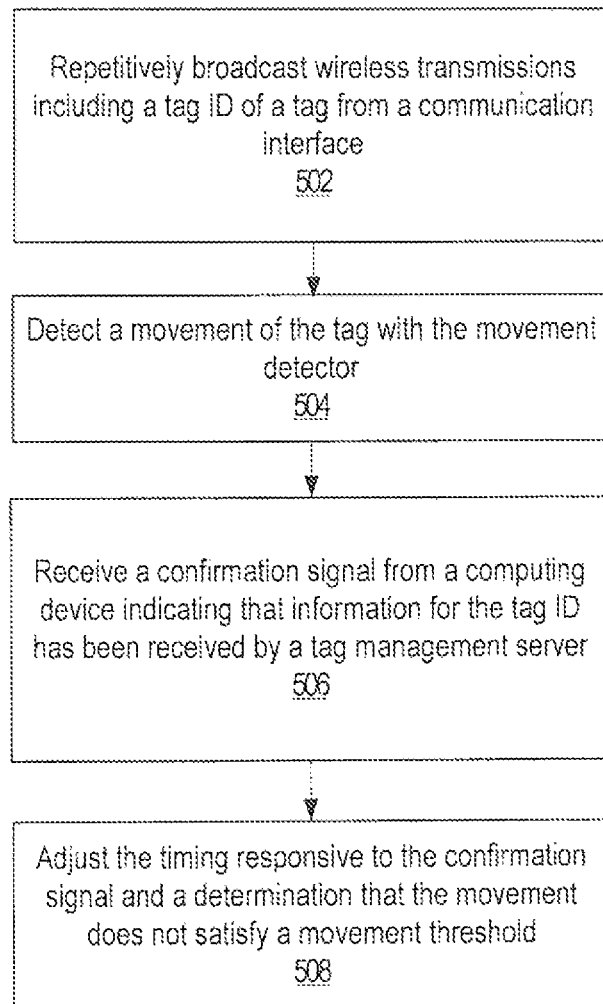 Repetitively broadcast wireless transmissions
including a tag ID of a tag from a communication
interface
502
Detect a movement of the tag with the movement
detector
504
Receive a confirmation signal from a computing
device indicating that information for the tag ID
has been received by a tag management server
506
Adjust the timing responsive to the confirmation
signal and a determination that the movement
does not satisfy a movement threshold
508